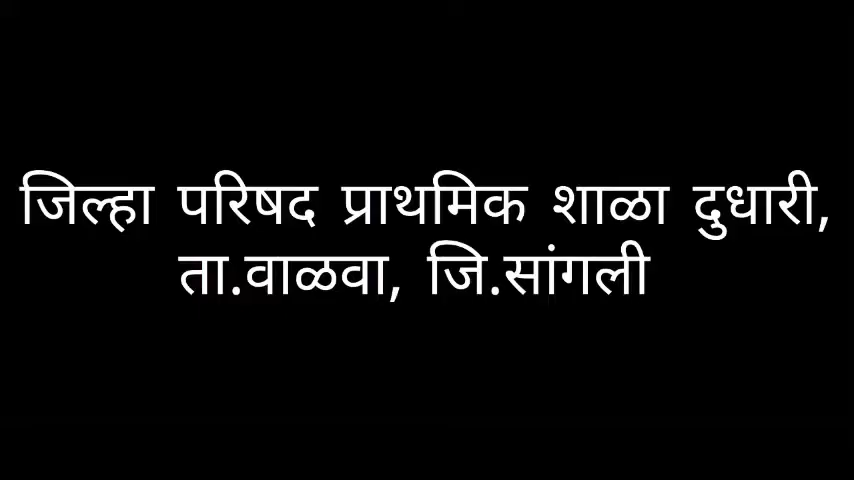 जिल्हा परिषद प्राथमिक शाळा दुधारी,
ता.वाळवा, जि.सांगली